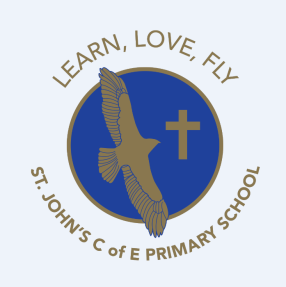 LEARN, LOVE, FLY
ST. JOHN'S C of E PRIMARY SCHOOL